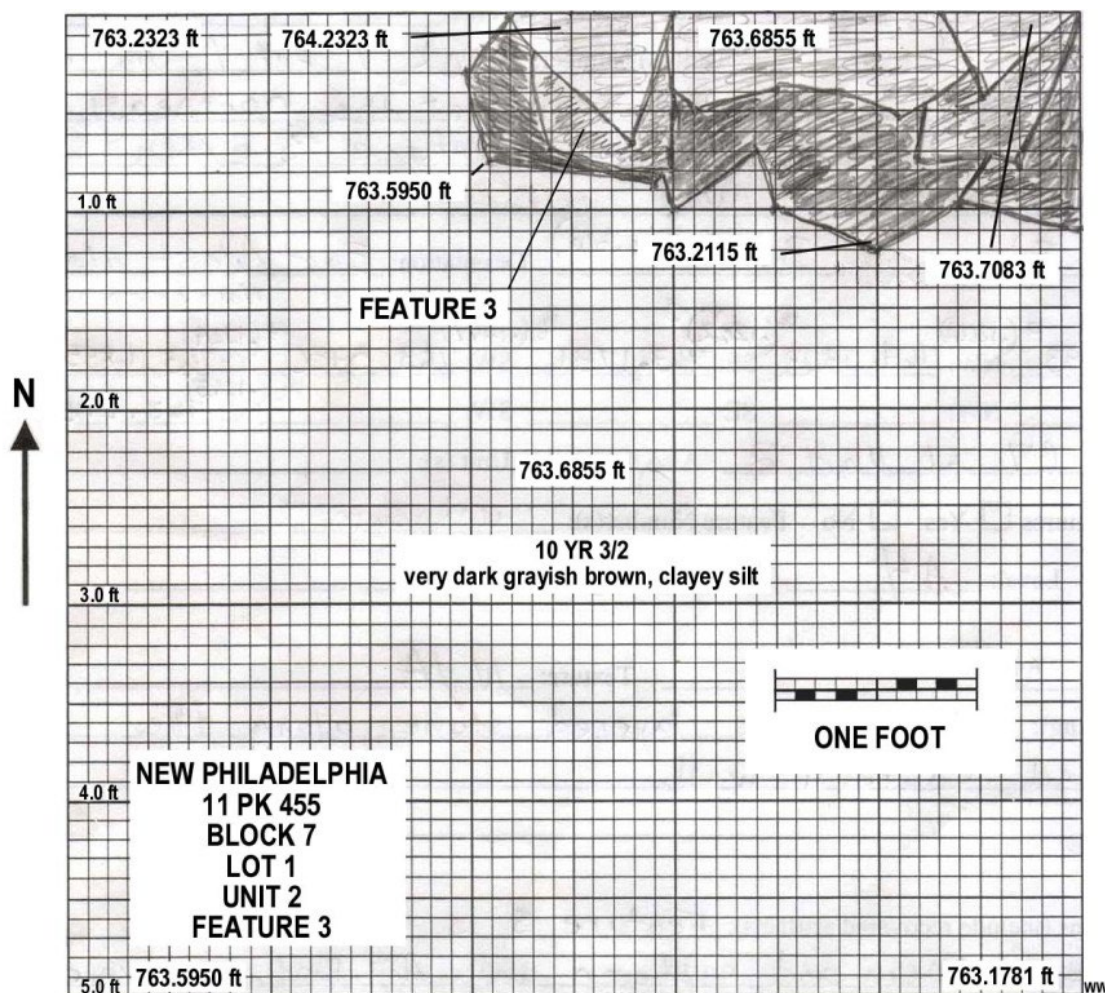 763.2323 ft
764.2323 ft
763.6855 ft
763.5950 ft
1.0 ft
763.2115 ft
763.7083 ft
FEATURE 3
N
2.0 ft
763.6855 ft
10 YR 3/2
very dark grayish brown, clayey silt
3.0 ft
ONE FOOT
NEW PHILADELPHIA
11 PK 455
BLOCK 7
LOT 1
UNIT 2
FEATURE 3
4.0 ft
763.5950 ft
763.1781 ft
5.0 ft